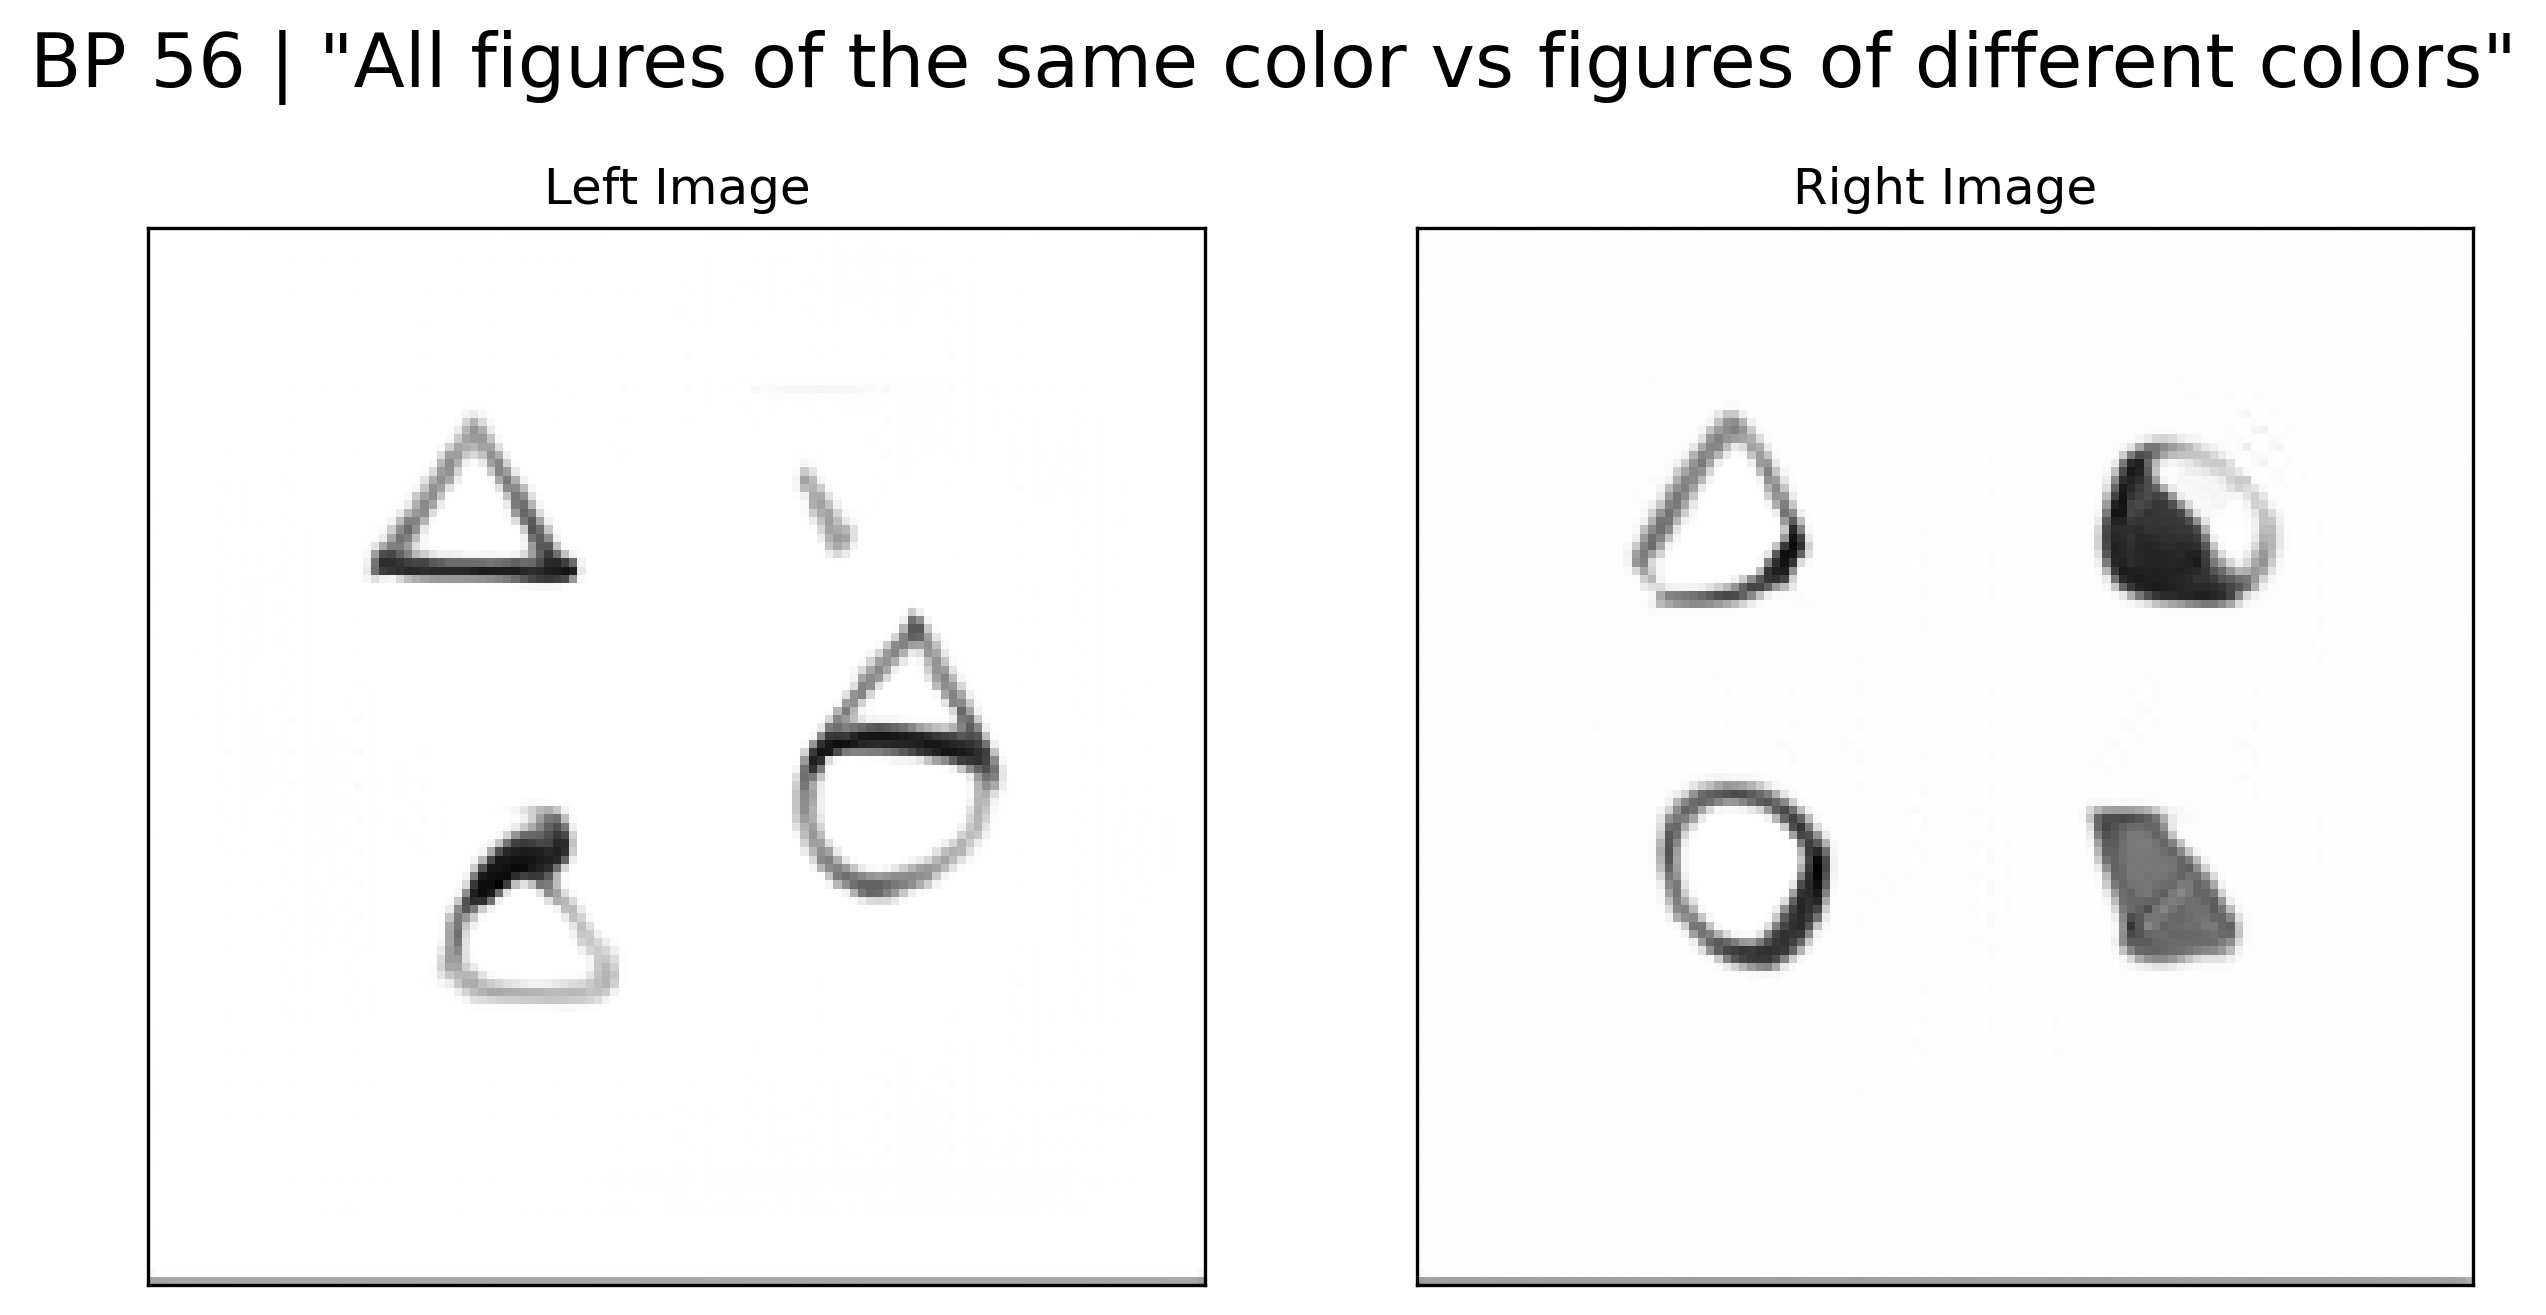 BP 56 | "All figures of the same color vs figures of different colors"
Left Image
Right Image